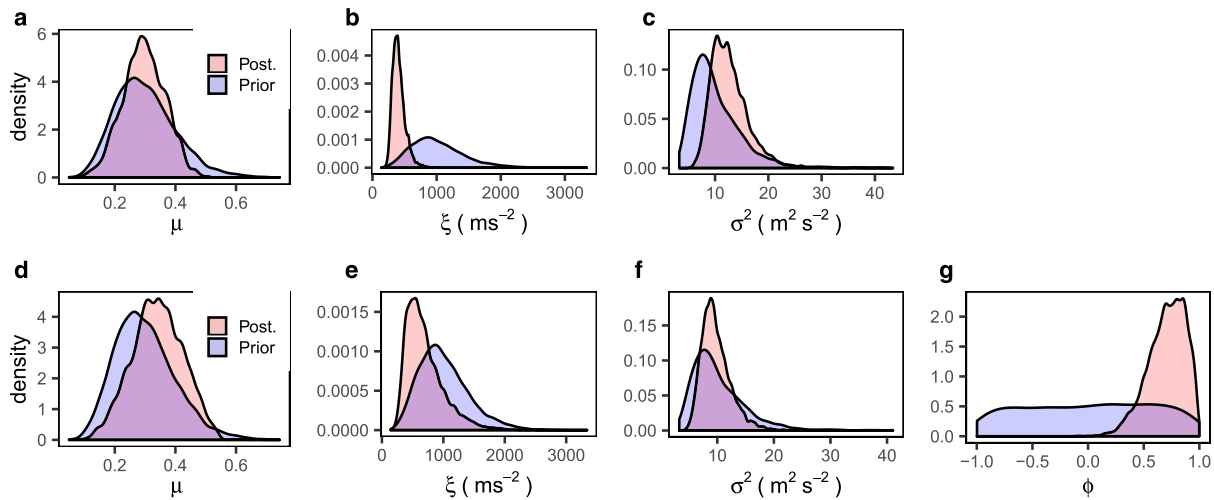 a
6
4
2
0
density
0.2 0.4 0.6
μ
Post.
Prior
b
0.004
0.003
0.002
0.001
0.000
0 1000 2000 3000
ξ ( ms⁻² )
c
0.10
0.05
0.00
10 20 30 40
σ² ( m² s⁻² )
d
4
3
2
1
0
density
0.2 0.4 0.6
μ
Post.
Prior
e
0.0015
0.0010
0.0005
0.0000
0 1000 2000 3000
ξ ( ms⁻² )
f
0.15
0.10
0.05
0.00
10 20 30 40
σ² ( m² s⁻² )
g
2.0
1.5
1.0
0.5
0.0
−1.0 −0.5 0.0 0.5 1.0
ϕ